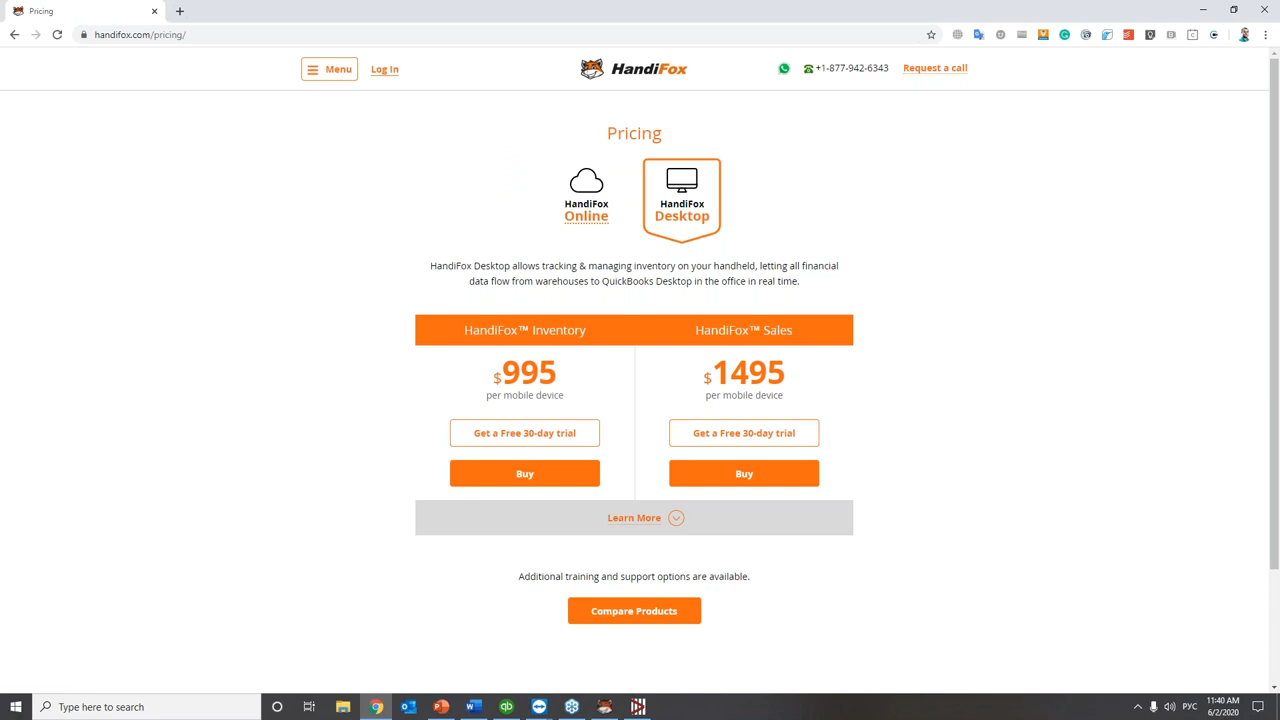 Pricing
handifox.com/pricing/
Menu
Log In
HandiFox
+1-877-942-6343
Request a call
Pricing
HandiFox
Online
HandiFox
Desktop
HandiFox Desktop allows tracking & managing inventory on your handheld, letting all financial
data flow from warehouses to QuickBooks Desktop in the office in real time.
HandiFox™ Inventory
HandiFox™ Sales
$995
per mobile device
$1495
per mobile device
Get a Free 30-day trial
Get a Free 30-day trial
Buy
Buy
Learn More
Additional training and support options are available.
Compare Products
Type here to search
РУС
11:40 AM
6/2/2020